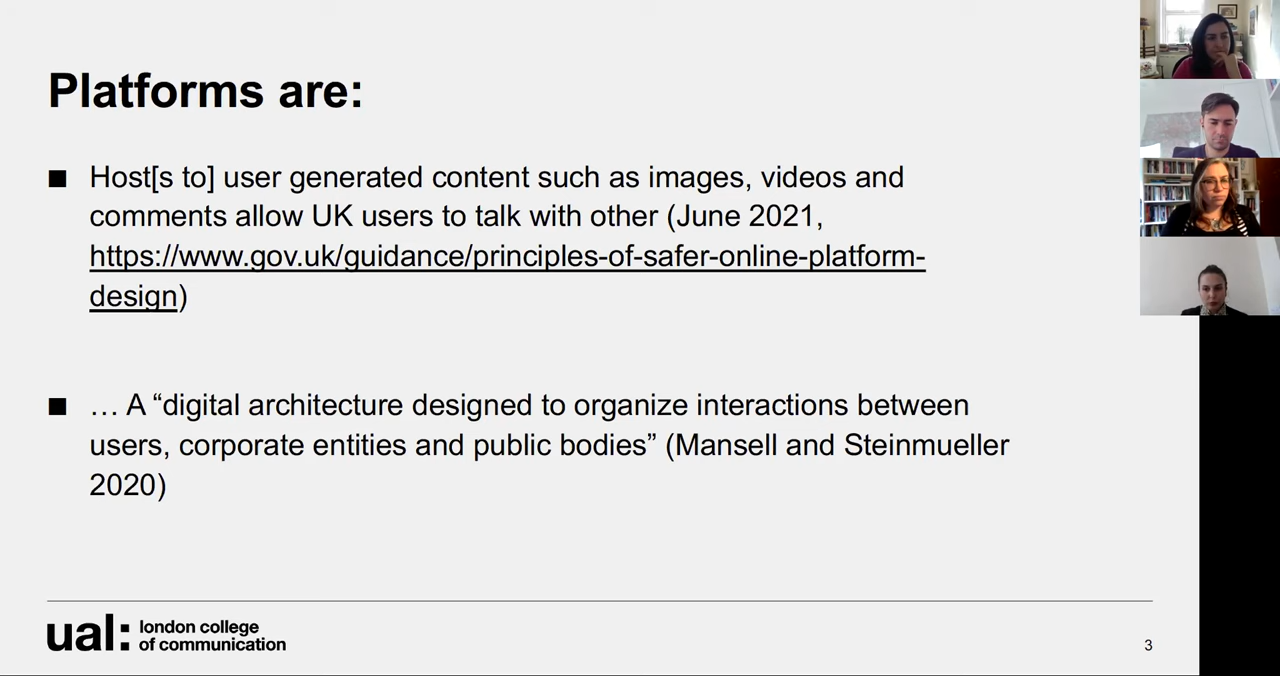 Platforms are:
■ Host[s to] user generated content such as images, videos and
comments allow UK users to talk with other (June 2021,
https://www.gov.uk/guidance/principles-of-safer-online-platform-
design)
■ … A “digital architecture designed to organize interactions between
users, corporate entities and public bodies” (Mansell and Steinmueller
2020)
ual: london college
of communication
3